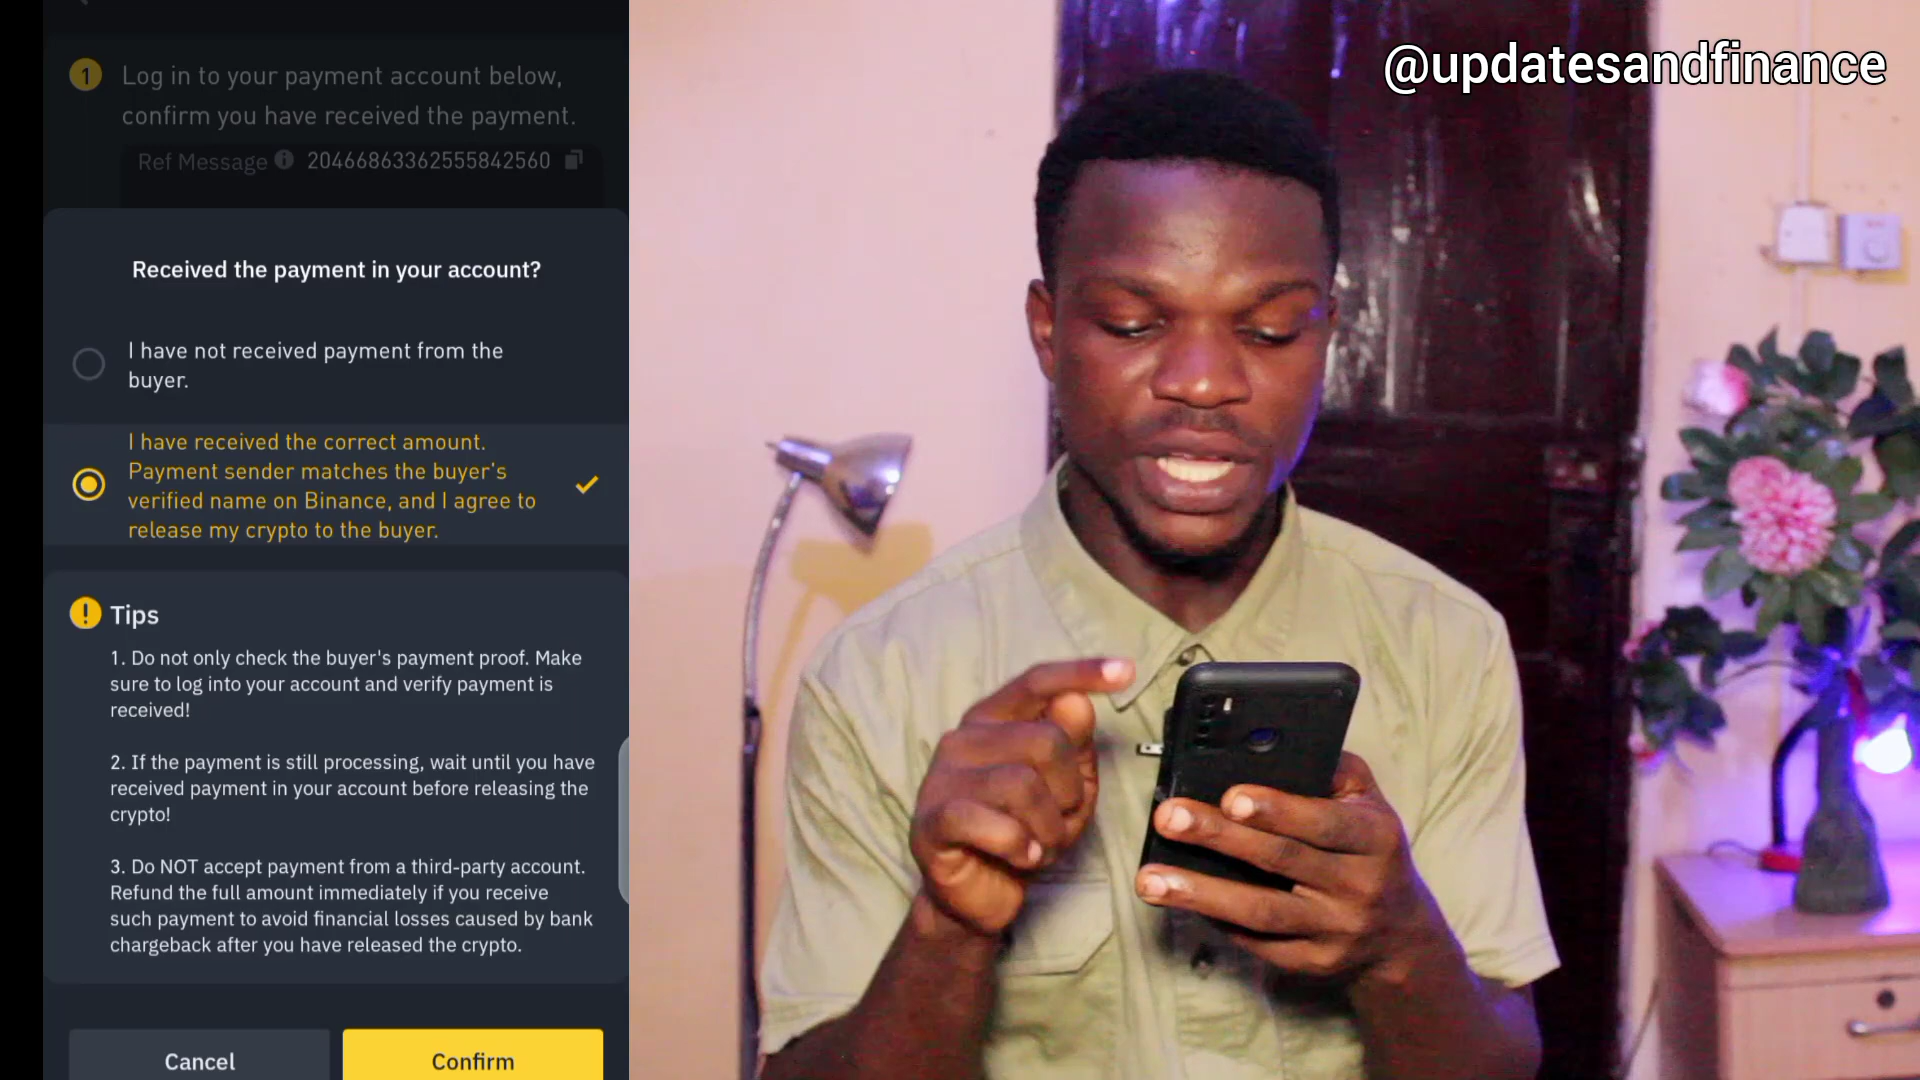 @updatesandfinance
1
Log in to your payment account below,
confirm you have received the payment.
Ref Message 20466863362555842560
Received the payment in your account?
I have not received payment from the
buyer.
I have received the correct amount.
Payment sender matches the buyer's
verified name on Binance, and I agree to
release my crypto to the buyer.
Tips
1. Do not only check the buyer's payment proof. Make
sure to log into your account and verify payment is
received!
2. If the payment is still processing, wait until you have
received payment in your account before releasing the
crypto!
3. Do NOT accept payment from a third-party account.
Refund the full amount immediately if you receive
such payment to avoid financial losses caused by bank
chargeback after you have released the crypto.
Cancel
Confirm